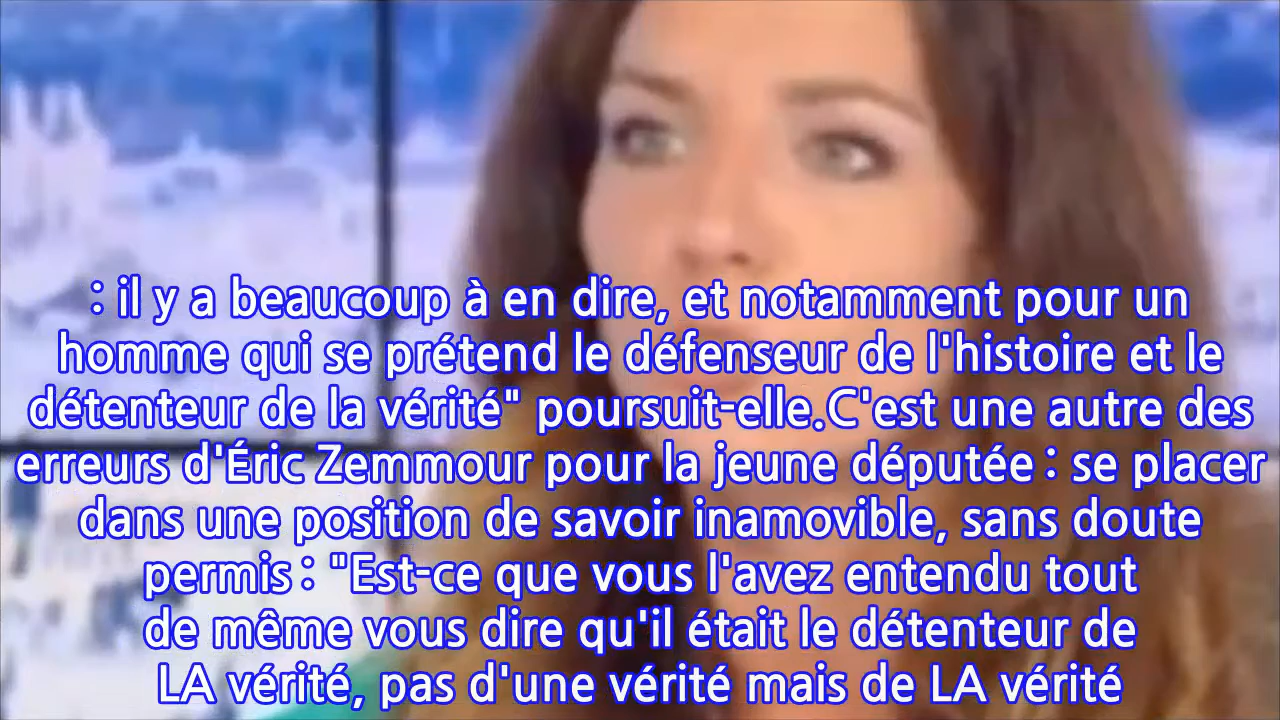 : il y a beaucoup à en dire, et notamment pour un
homme qui se prétend le défenseur de l'histoire et le
détenteur de la vérité" poursuit-elle.C'est une autre des
erreurs d'Éric Zemmour pour la jeune députée : se placer
dans une position de savoir inamovible, sans doute
permis : "Est-ce que vous l'avez entendu tout
de même vous dire qu'il était le détenteur de
LA vérité, pas d'une vérité mais de LA vérité